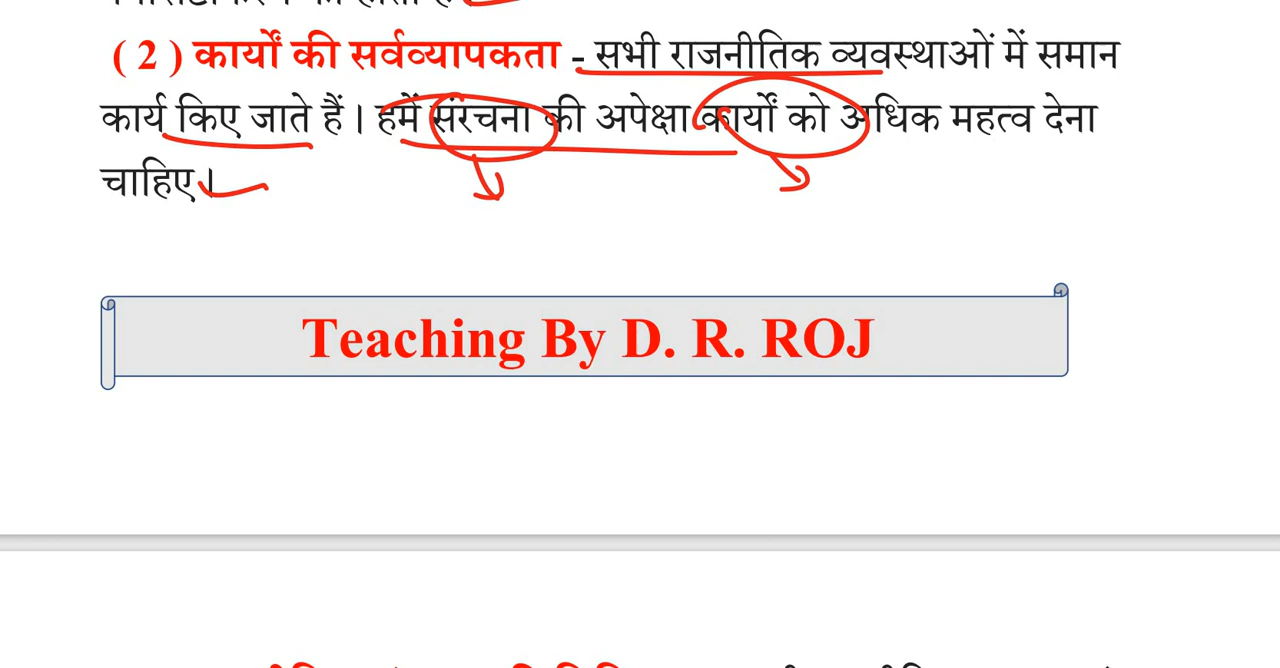 ( 2 ) कार्यों की सर्वव्यापकता - सभी राजनीतिक व्यवस्थाओं में समान
कार्य किए जाते हैं । हमें संरचना की अपेक्षा कार्यों को अधिक महत्व देना
चाहिए ।
Teaching By D. R. ROJ